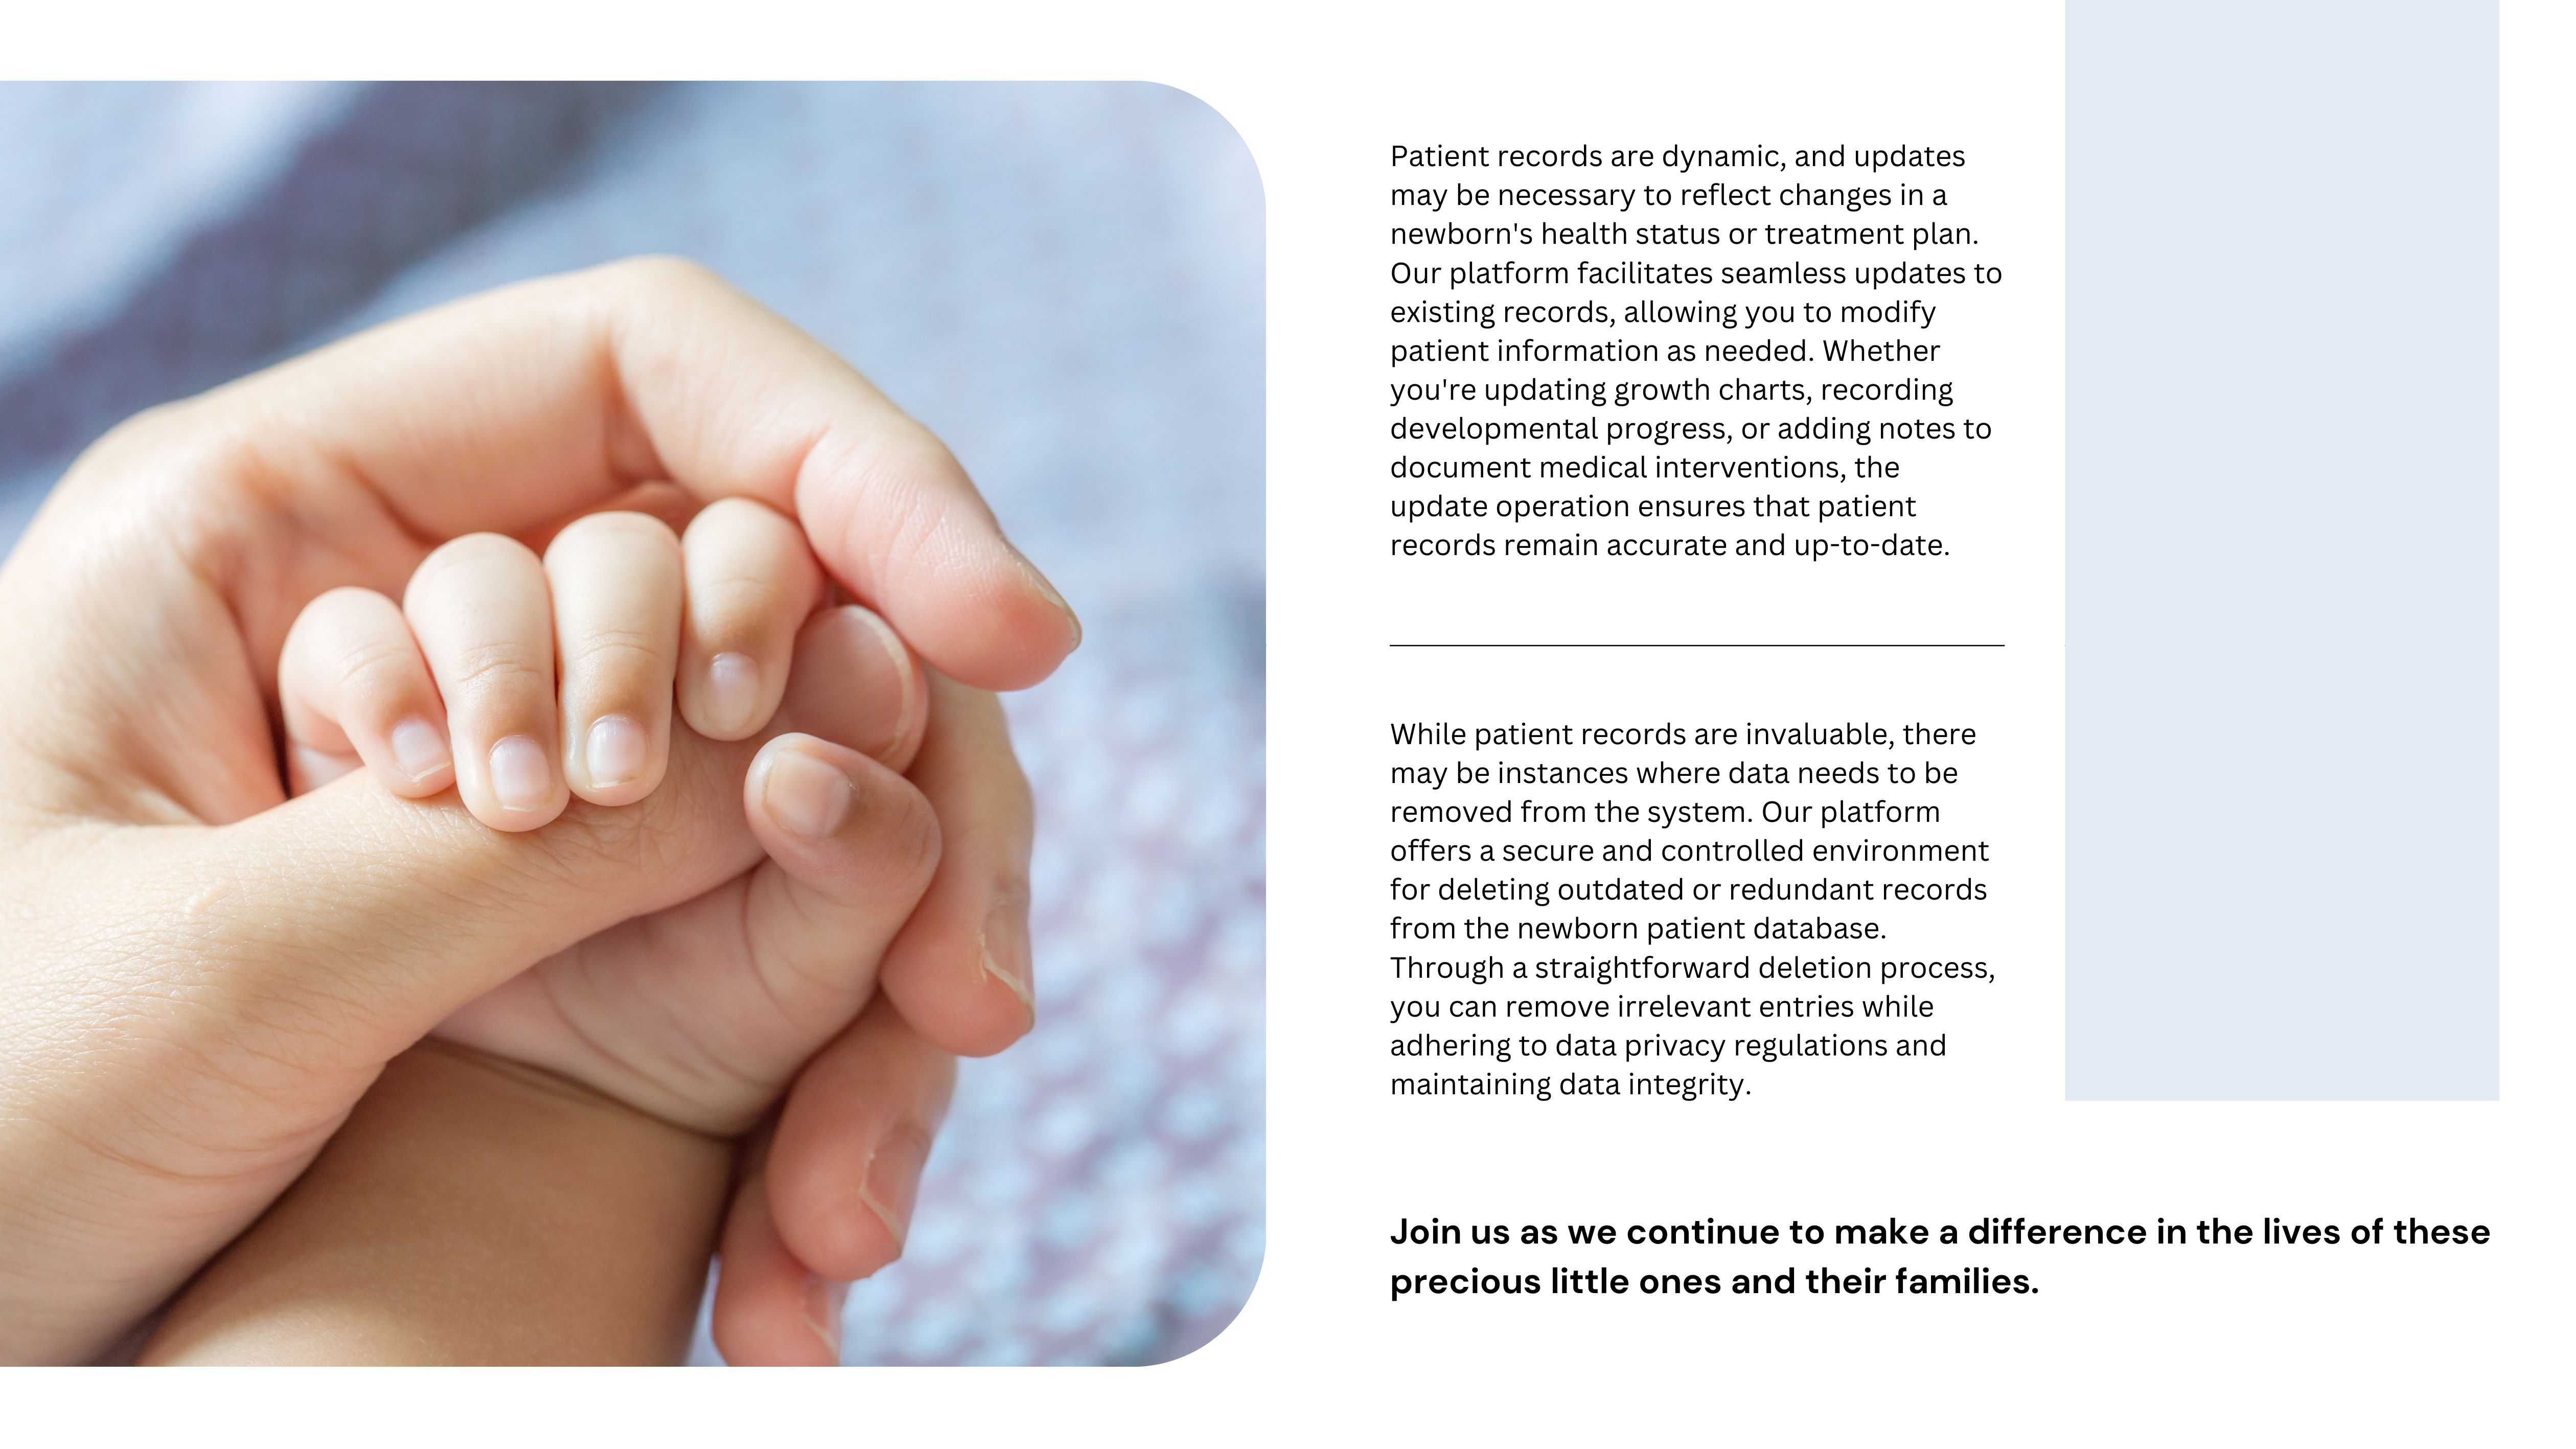 Patient records are dynamic, and updates
may be necessary to reflect changes in a
newborn's health status or treatment plan.
Our platform facilitates seamless updates to
existing records, allowing you to modify
patient information as needed. Whether
you're updating growth charts, recording
developmental progress, or adding notes to
document medical interventions, the
update operation ensures that patient
records remain accurate and up-to-date.
While patient records are invaluable, there
may be instances where data needs to be
removed from the system. Our platform
offers a secure and controlled environment
for deleting outdated or redundant records
from the newborn patient database.
Through a straightforward deletion process,
you can remove irrelevant entries while
adhering to data privacy regulations and
maintaining data integrity.
Join us as we continue to make a difference in the lives of these
precious little ones and their families.